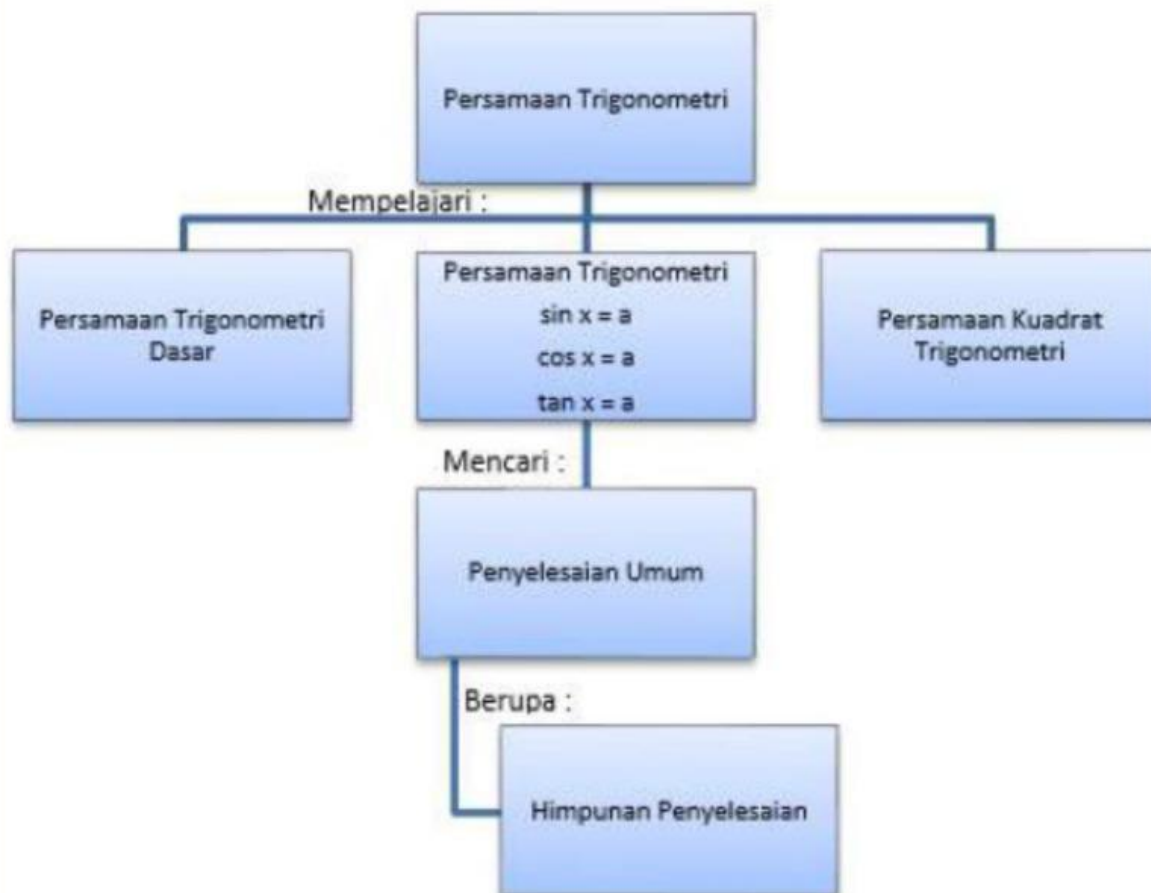 Persamaan Trigonometri
Mempelajari :
Persamaan Trigonometri
Dasar
Persamaan Trigonometri
sin x = a
cos x = a
tan x = a
Persamaan Kuadrat
Trigonometri
Mencari :
Penyelesaian Umum
Berupa :
Himpunan Penyelesaian